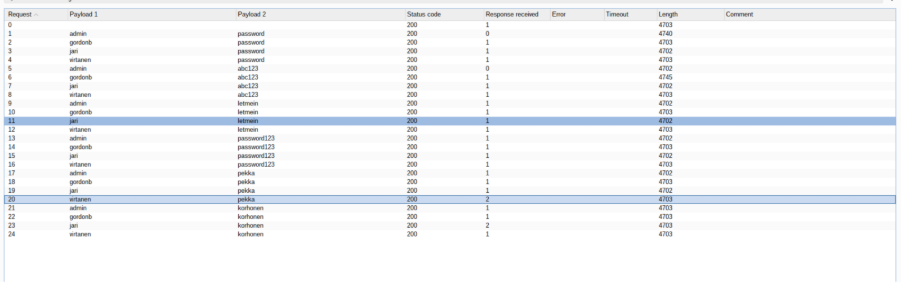 Request Payload 1 Payload 2 Status code Response received Error Timeout Length Comment
0 200 1 4703
1 admin password 200 0 4740
2 gordonb password 200 1 4703
3 jari password 200 1 4702
4 virtanen password 200 1 4703
5 admin abc123 200 0 4702
6 gordonb abc123 200 1 4745
7 jari abc123 200 1 4702
8 virtanen abc123 200 1 4703
9 admin letmein 200 1 4702
10 gordonb letmein 200 1 4703
11 jari letmein 200 1 4702
12 virtanen letmein 200 1 4703
13 admin password123 200 1 4702
14 gordonb password123 200 1 4703
15 jari password123 200 1 4702
16 virtanen password123 200 1 4703
17 admin pekka 200 1 4702
18 gordonb pekka 200 1 4703
19 jari pekka 200 1 4702
20 virtanen pekka 200 2 4703
21 admin korhonen 200 1 4703
22 gordonb korhonen 200 1 4703
23 jari korhonen 200 2 4703
24 virtanen korhonen 200 1 4703